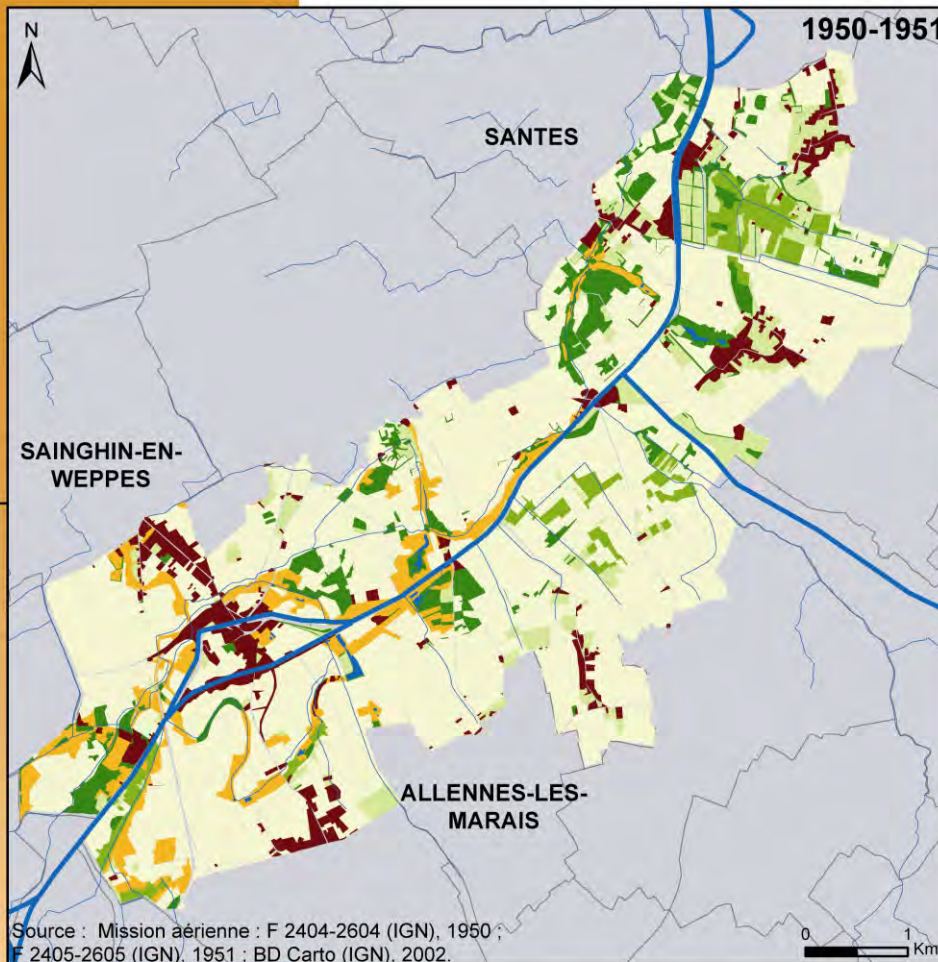 1950-1951
N
SANTES
SAINGHIN-EN-
WEPPES
ALLENNES-LES-
MARAIS
Source : Mission aérienne : F 2404-2604 (IGN), 1950 ;
F 2405-2605 (IGN), 1951 ; BD Carto (IGN), 2002.
0 1
Km